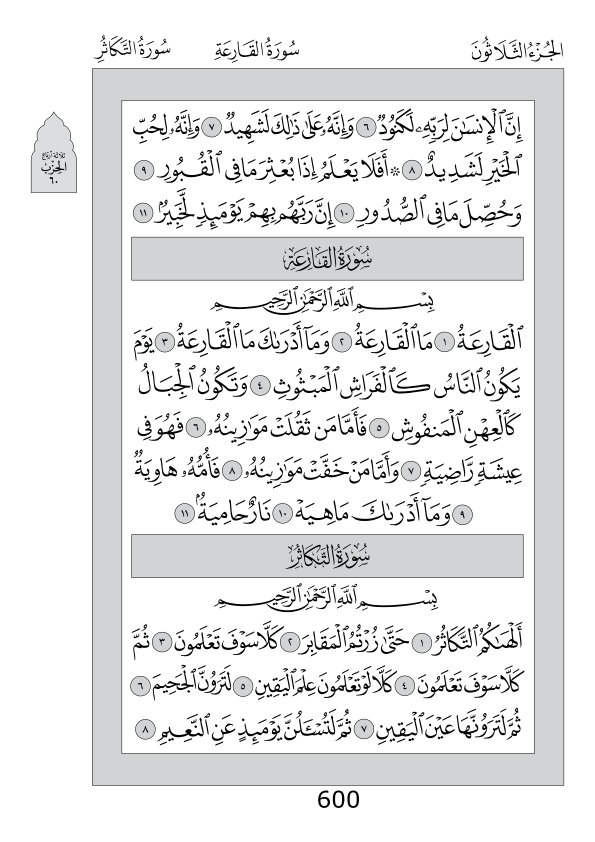 الجُزْءُ الثَّلَاثُونَ سُورَةُ القَارِعَةِ سُورَةُ التَّكَاثُرُ
ثلاثة أرباع
الحِزْب
٦٠
إِنَّ ٱلْإِنسَٰنَ لِرَبِّهِۦ لَكَنُودٌ ٦ وَإِنَّهُۥ عَلَىٰ ذَٰلِكَ لَشَهِيدٌ ٧ وَإِنَّهُۥ لِحُبِّ
ٱلْخَيْرِ لَشَدِيدٌ ٨ ۞ أَفَلَا يَعْلَمُ إِذَا بُعْثِرَ مَا فِى ٱلْقُبُورِ ٩
وَحُصِّلَ مَا فِى ٱلصُّدُورِ ١٠ إِنَّ رَبَّهُم بِهِمْ يَوْمَئِذٍ لَّخَبِيرٌۢ ١١
سُورَةُ القَارِعَةِ
بِسْمِ ٱللَّهِ ٱلرَّحْمَٰنِ ٱلرَّحِيمِ
ٱلْقَارِعَةُ ١ مَا ٱلْقَارِعَةُ ٢ وَمَآ أَدْرَىٰكَ مَا ٱلْقَارِعَةُ ٣ يَوْمَ
يَكُونُ ٱلنَّاسُ كَٱلْفَرَاشِ ٱلْمَبْثُوثِ ٤ وَتَكُونُ ٱلْجِبَالُ
كَٱلْعِهْنِ ٱلْمَنفُوشِ ٥ فَأَمَّا مَن ثَقُلَتْ مَوَٰزِينُهُۥ ٦ فَهُوَ فِى
عِيشَةٍ رَّاضِيَةٍ ٧ وَأَمَّا مَنْ خَفَّتْ مَوَٰزِينُهُۥ ٨ فَأُمُّهُۥ هَاوِيَةٌ
٩ وَمَآ أَدْرَىٰكَ مَا هِيَهْ ١٠ نَارٌ حَامِيَةٌۢ ١١
سُورَةُ التَّكَاثُرُ
بِسْمِ ٱللَّهِ ٱلرَّحْمَٰنِ ٱلرَّحِيمِ
أَلْهَىٰكُمُ ٱلتَّكَاثُرُ ١ حَتَّىٰ زُرْتُمُ ٱلْمَقَابِرَ ٢ كَلَّا سَوْفَ تَعْلَمُونَ ٣ ثُمَّ
كَلَّا سَوْفَ تَعْلَمُونَ ٤ كَلَّا لَوْ تَعْلَمُونَ عِلْمَ ٱلْيَقِينِ ٥ لَتَرَوُنَّ ٱلْجَحِيمَ ٦
ثُمَّ لَتَرَوُنَّهَا عَيْنَ ٱلْيَقِينِ ٧ ثُمَّ لَتُسْـَٔلُنَّ يَوْمَئِذٍ عَنِ ٱلنَّعِيمِ ٨
600